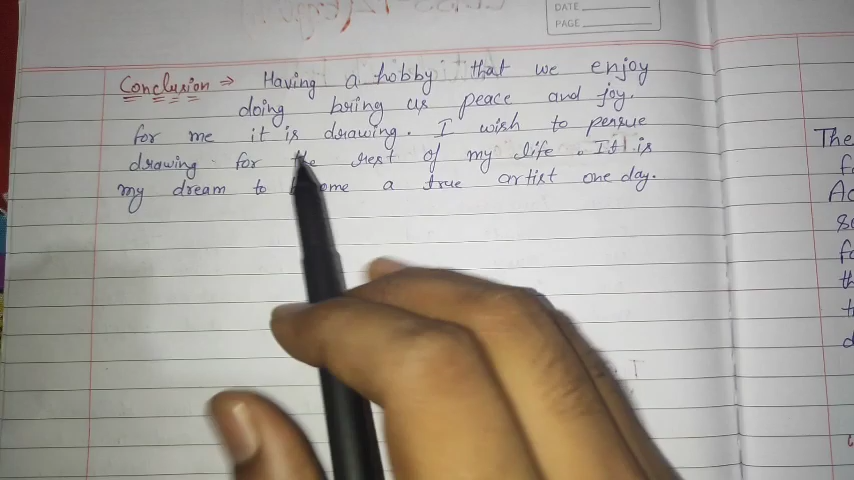 DATE
PAGE
Conclusion → Having a hobby that we enjoy
doing bring us peace and joy.
for me it is drawing. I wish to persue
drawing for the rest of my life. It is
my dream to ome a true artist one day.
The